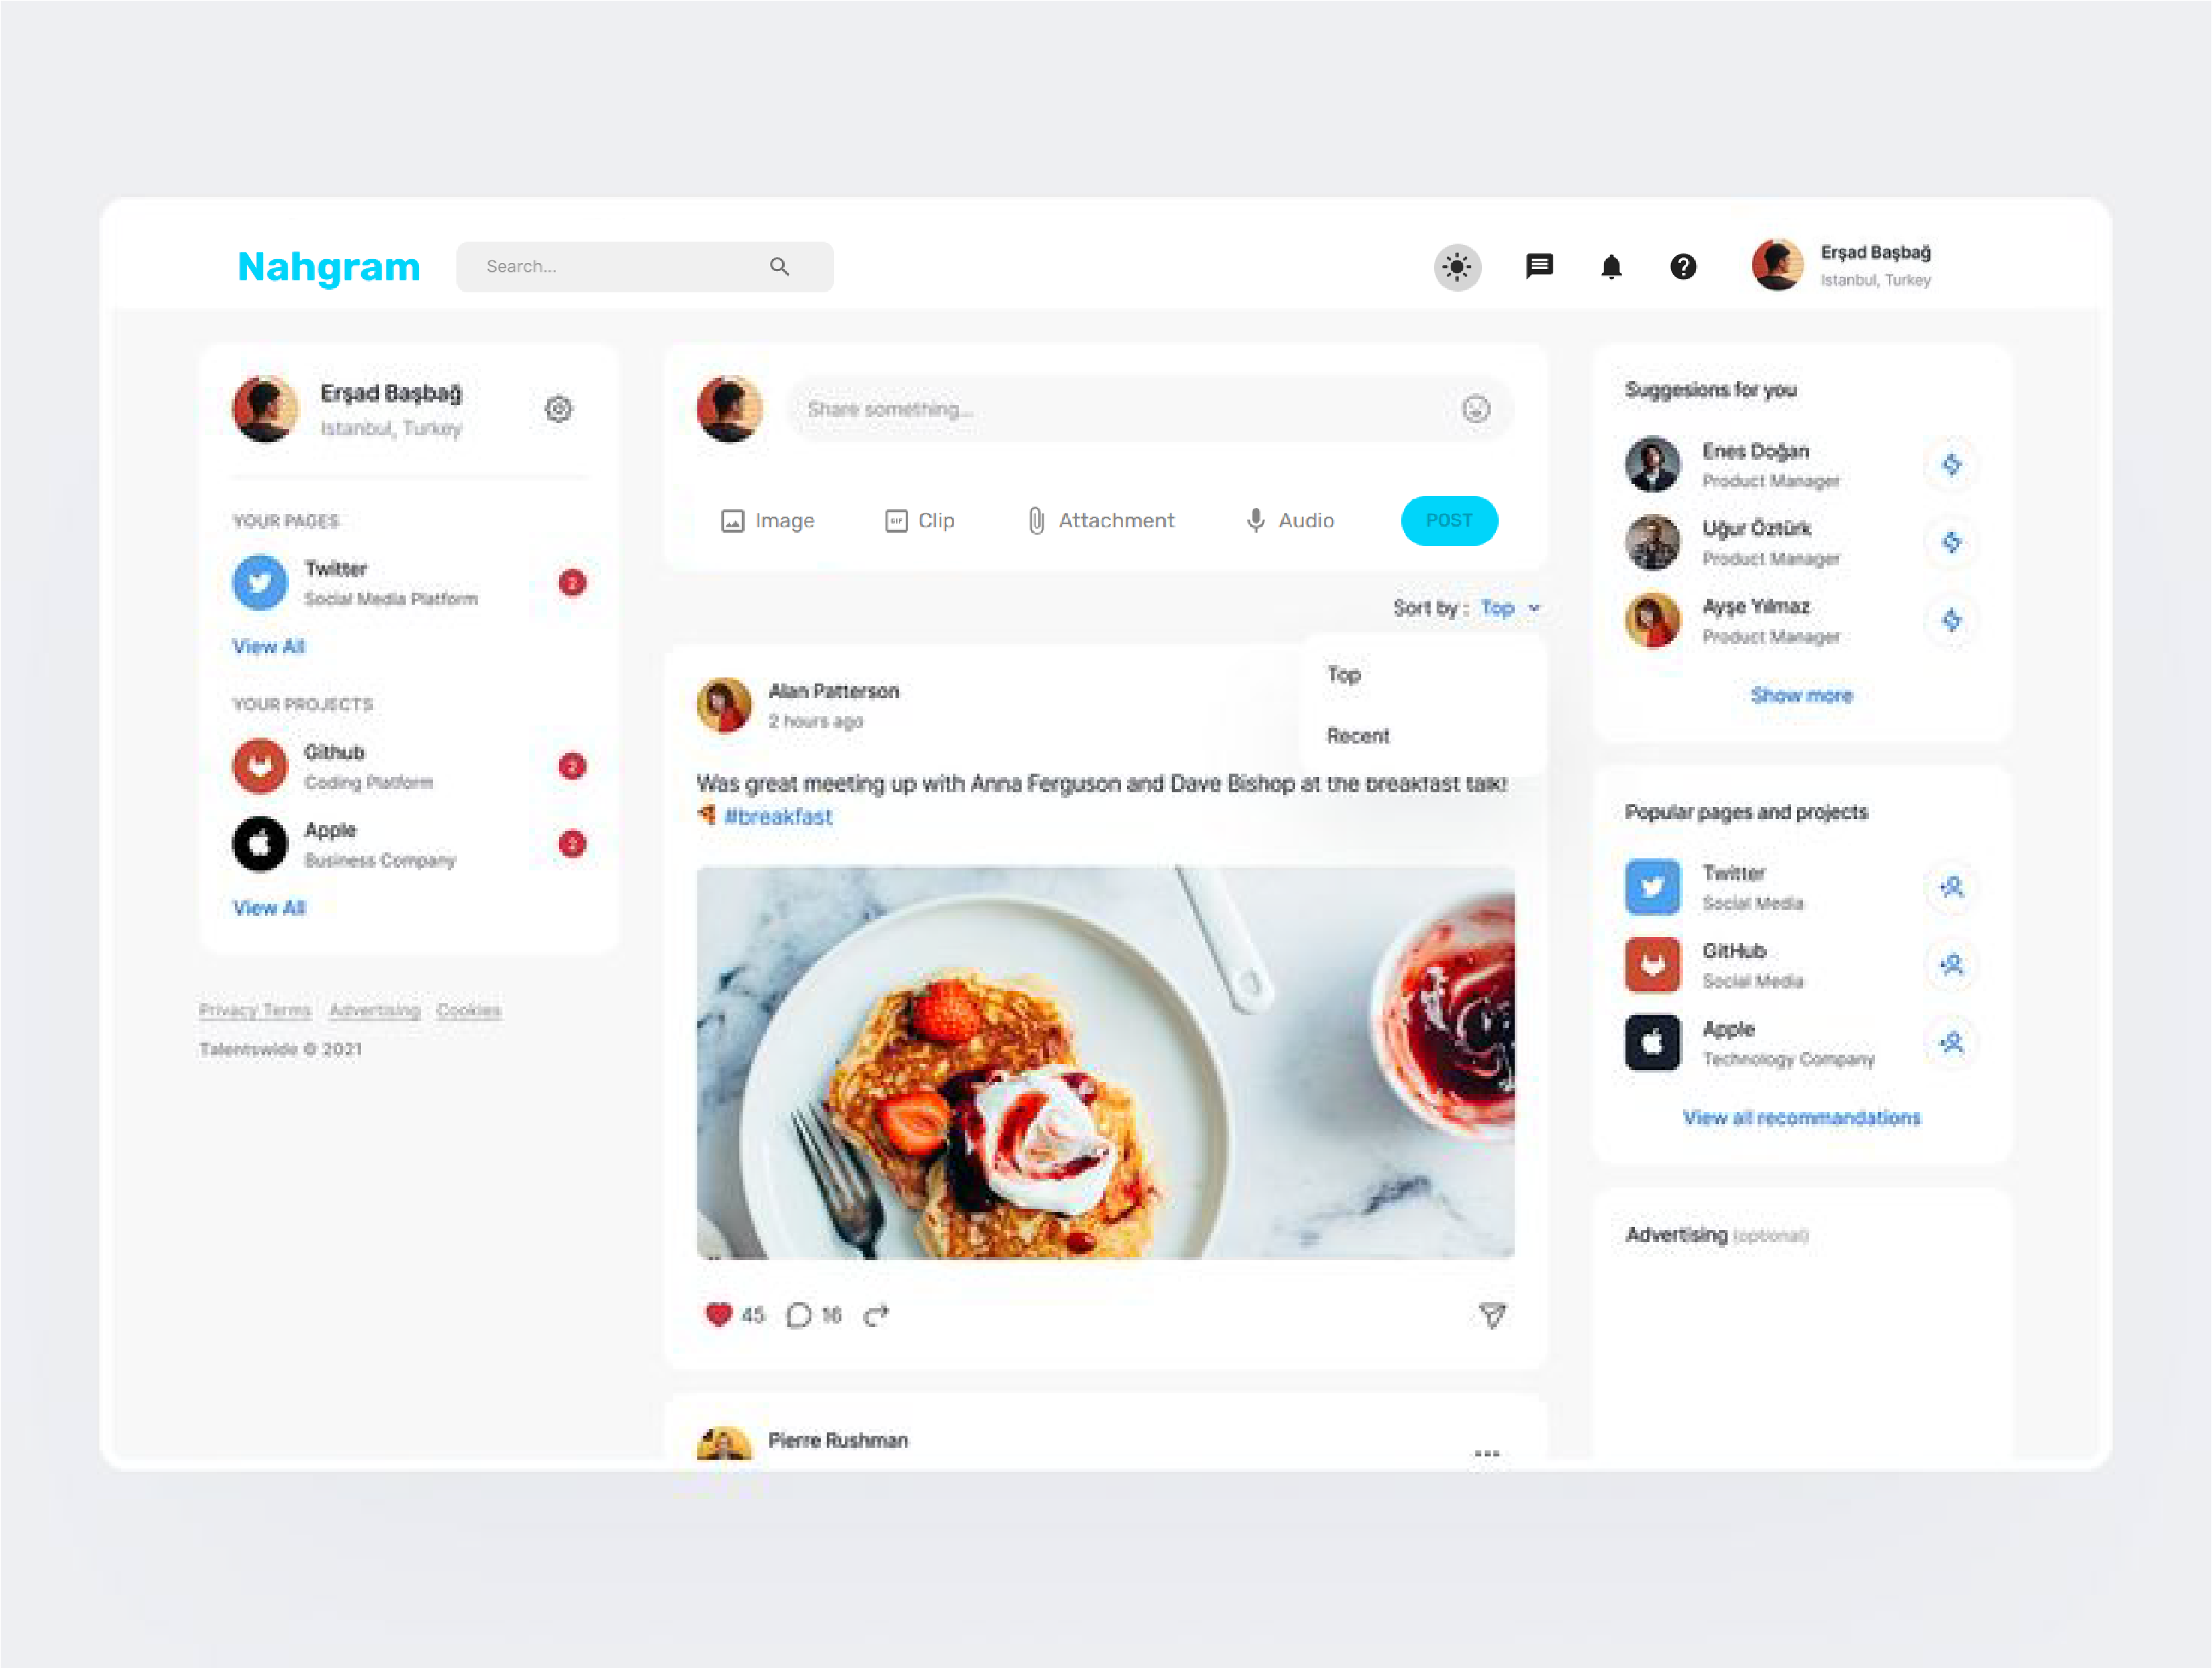 Nahgram
Search...
Erşad Başbağ
Istanbul, Turkey
Erşad Başbağ
Istanbul, Turkey
YOUR PAGES
Twitter
Social Media Platform
2
View All
YOUR PROJECTS
Github
Coding Platform
Apple
Business Company
View All
Privacy Terms Advertising Cookies
Talentswide © 2021
Share something...
Image
GIF
Clip
Attachment
Audio
POST
Sort by : Top
Top
Recent
Alan Patterson
2 hours ago
Was great meeting up with Anna Ferguson and Dave Bishop at the breakfast talk!
#breakfast
45
16
Pierre Rushman
Suggesions for you
Enes Doğan
Product Manager
Uğur Öztürk
Product Manager
Ayşe Yılmaz
Product Manager
Show more
Popular pages and projects
Twitter
Social Media
GitHub
Social Media
Apple
Technology Company
View all recommandations
Advertising (optional)